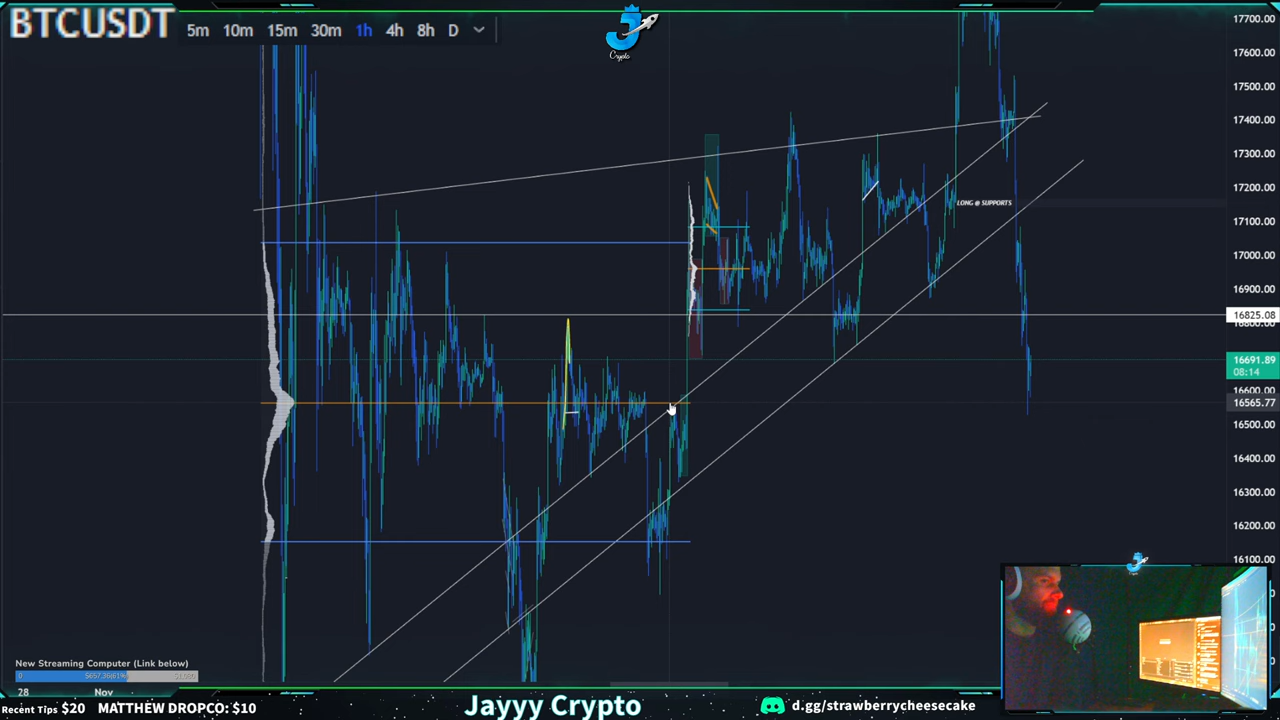 BTCUSDT 5m 10m 15m 30m 1h 4h 8h D
Crypto
17700.00
17600.00
17500.00
17400.00
17300.00
17200.00
LONG @ SUPPORTS
17100.00
17000.00
16900.00
16825.08
16800.00
16691.89
08:14
16600.00
16565.77
16500.00
16400.00
16300.00
16200.00
16100.00
New Streaming Computer (Link below)
0
28 Nov
Recent Tips $20 MATTHEW DROPCO: $10
Jayyy Crypto
d.gg/strawberrycheesecake